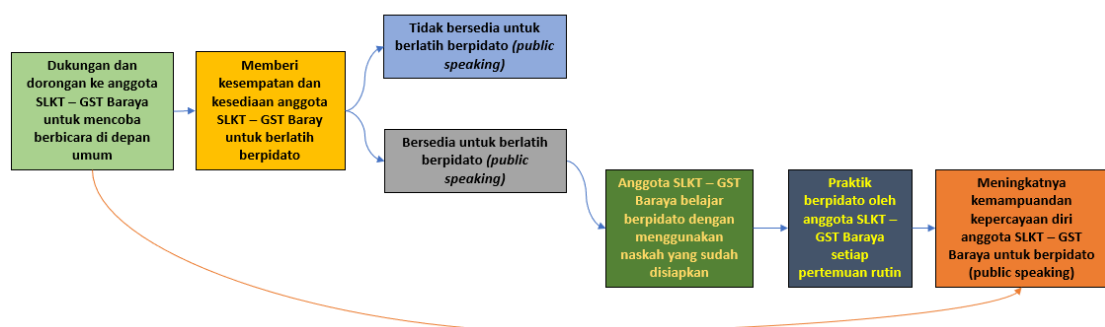 Dukungan dan
dorongan ke anggota
SLKT – GST Baraya
untuk mencoba
berbicara di depan
umum
Memberi
kesempatan dan
kesediaan anggota
SLKT – GST Baray
untuk berlatih
berpidato
Tidak bersedia untuk
berlatih berpidato (public
speaking)
Bersedia untuk berlatih
berpidato (public
speaking)
Anggota SLKT – GST
Baraya belajar
berpidato dengan
menggunakan
naskah yang sudah
disiapkan
Praktik
berpidato oleh
anggota SLKT –
GST Baraya
setiap
pertemuan rutin
Meningkatnya
kemampuandan
kepercayaan diri
anggota SLKT – GST
Baraya untuk berpidato
(public speaking)